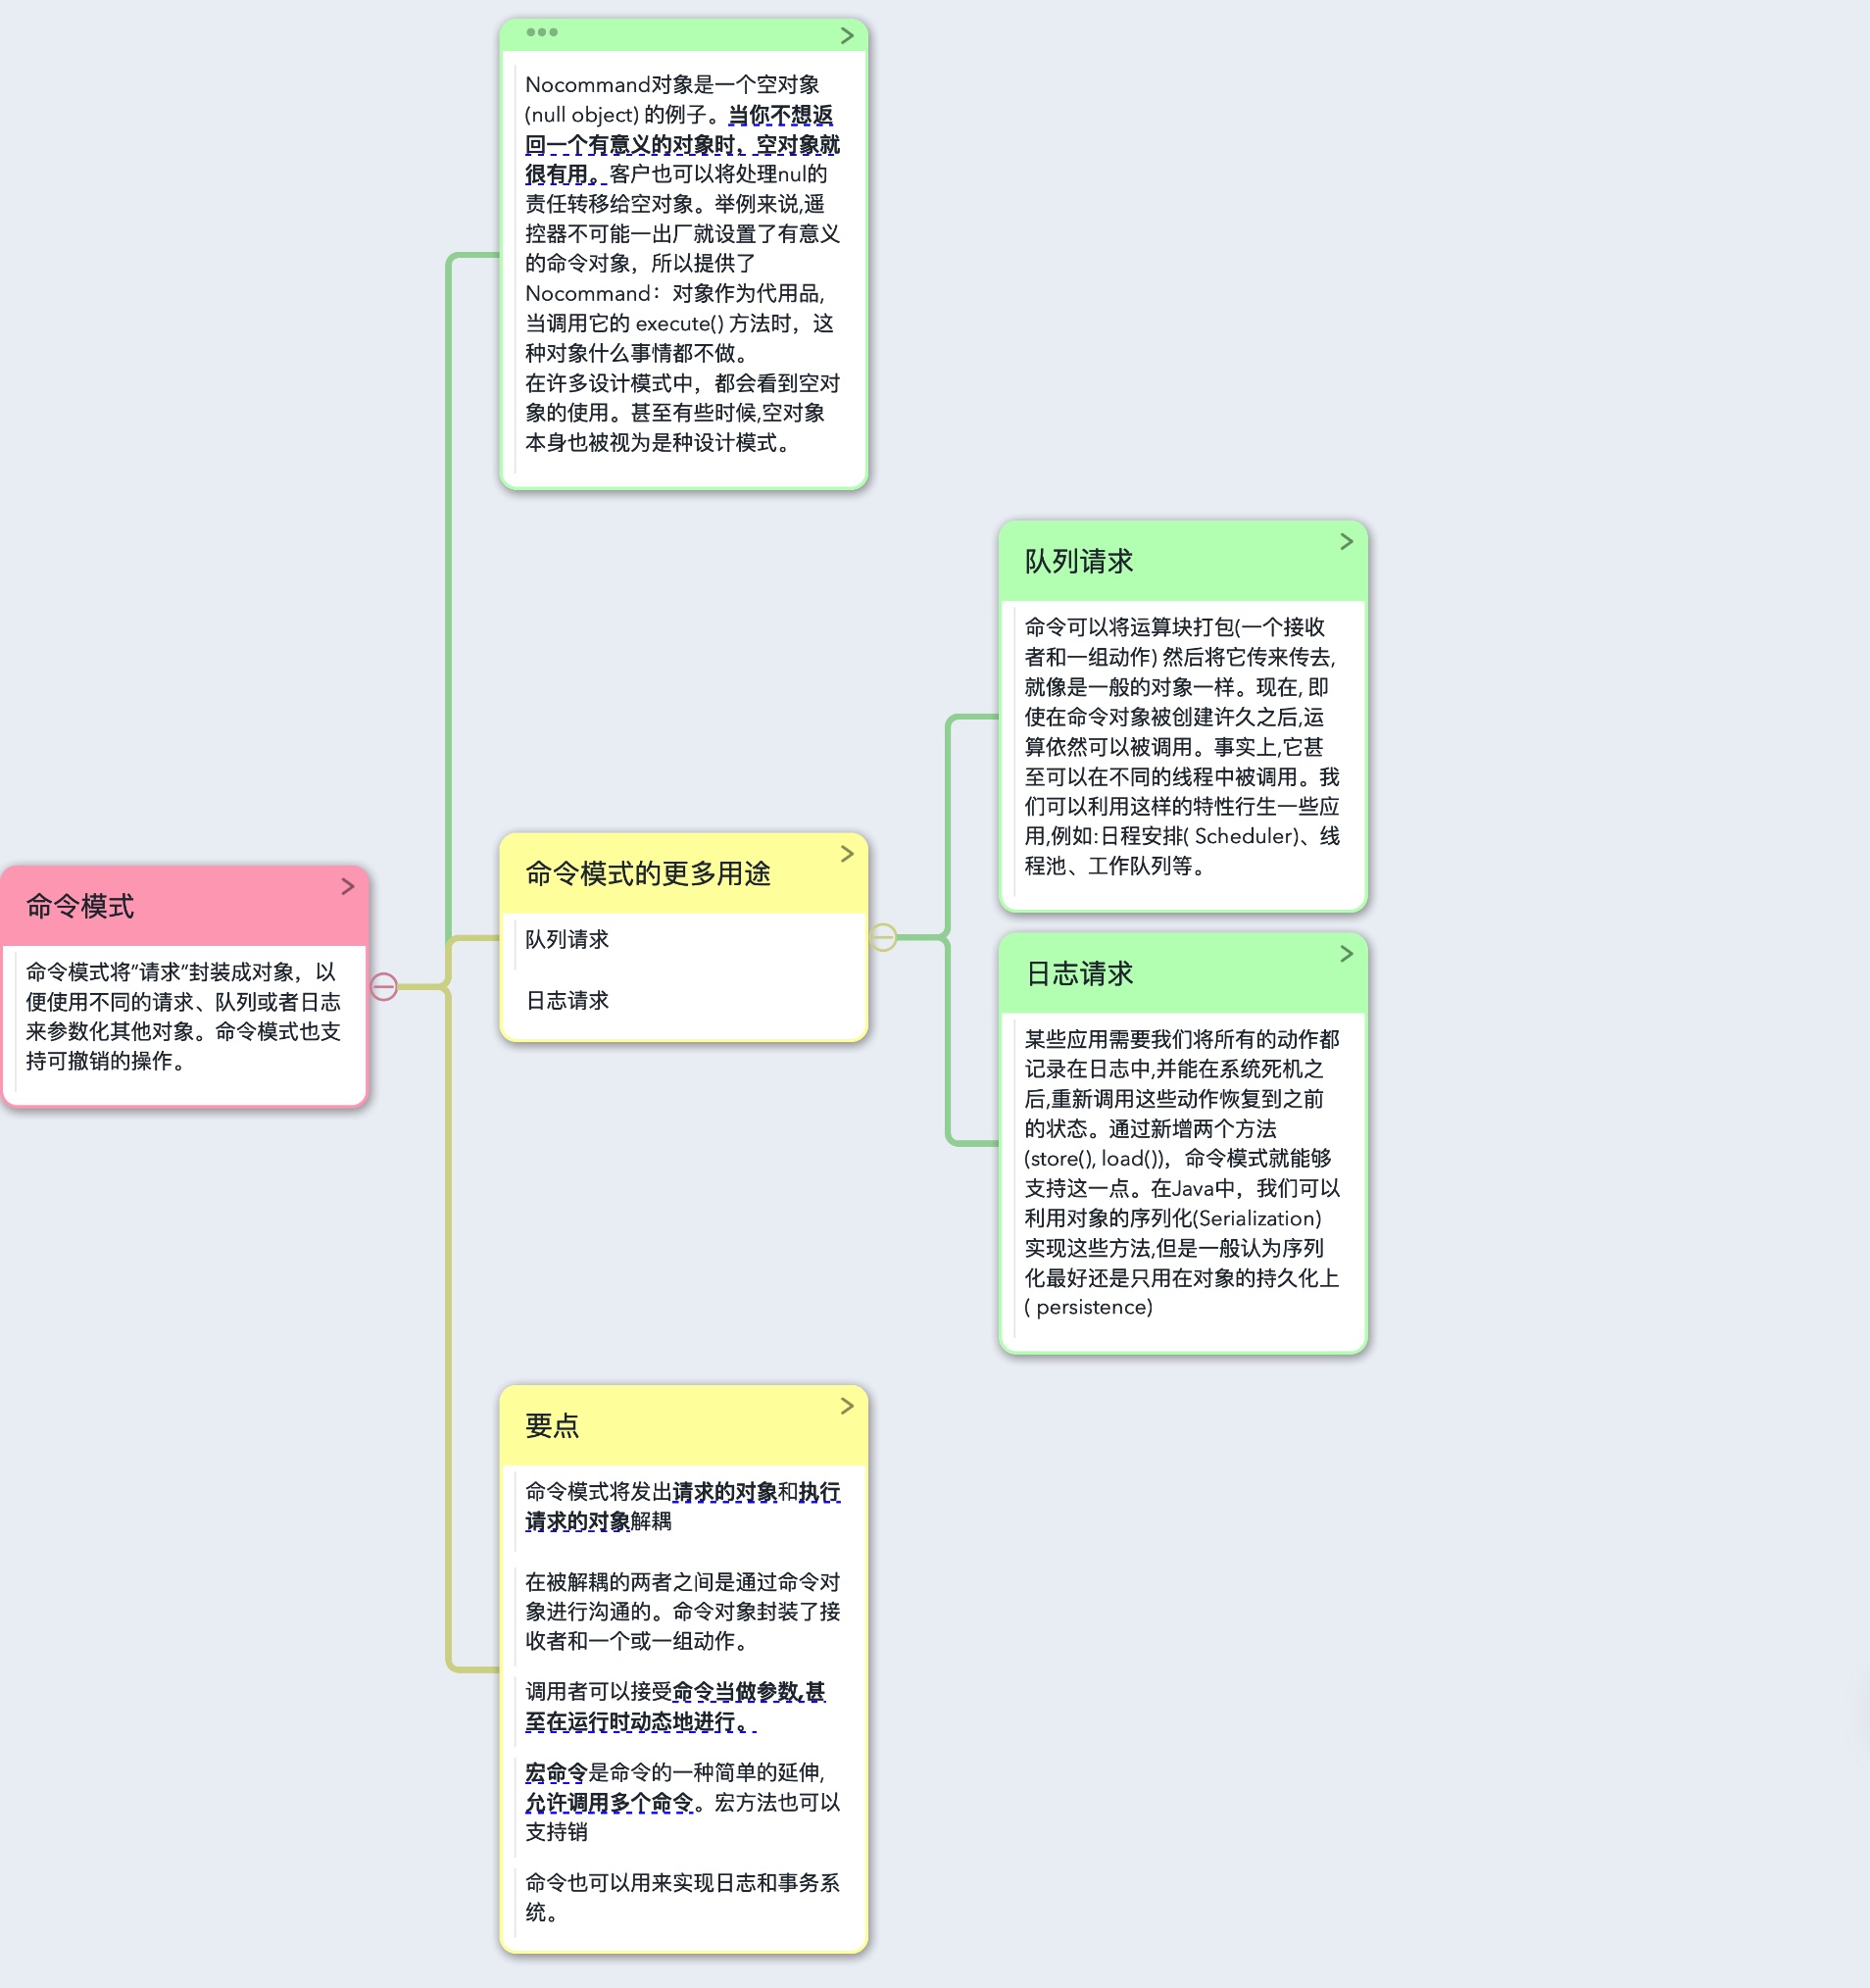 Nocommand对象是一个空对象
(null object) 的例子。当你不想返
回一个有意义的对象时，空对象就
很有用。客户也可以将处理nul的
责任转移给空对象。举例来说,遥
控器不可能一出厂就设置了有意义
的命令对象，所以提供了
Nocommand：对象作为代用品,
当调用它的 execute() 方法时，这
种对象什么事情都不做。
在许多设计模式中，都会看到空对
象的使用。甚至有些时候,空对象
本身也被视为是种设计模式。
命令模式
命令模式将”请求“封装成对象，以
便使用不同的请求、队列或者日志
来参数化其他对象。命令模式也支
持可撤销的操作。
命令模式的更多用途
队列请求
日志请求
队列请求
命令可以将运算块打包(一个接收
者和一组动作) 然后将它传来传去,
就像是一般的对象一样。现在, 即
使在命令对象被创建许久之后,运
算依然可以被调用。事实上,它甚
至可以在不同的线程中被调用。我
们可以利用这样的特性行生一些应
用,例如:日程安排( Scheduler)、线
程池、工作队列等。
日志请求
某些应用需要我们将所有的动作都
记录在日志中,并能在系统死机之
后,重新调用这些动作恢复到之前
的状态。通过新增两个方法
(store(), load())，命令模式就能够
支持这一点。在Java中，我们可以
利用对象的序列化(Serialization)
实现这些方法,但是一般认为序列
化最好还是只用在对象的持久化上
( persistence)
要点
命令模式将发出请求的对象和执行
请求的对象解耦
在被解耦的两者之间是通过命令对
象进行沟通的。命令对象封装了接
收者和一个或一组动作。
调用者可以接受命令当做参数,甚
至在运行时动态地进行。
宏命令是命令的一种简单的延伸,
允许调用多个命令。宏方法也可以
支持销
命令也可以用来实现日志和事务系
统。